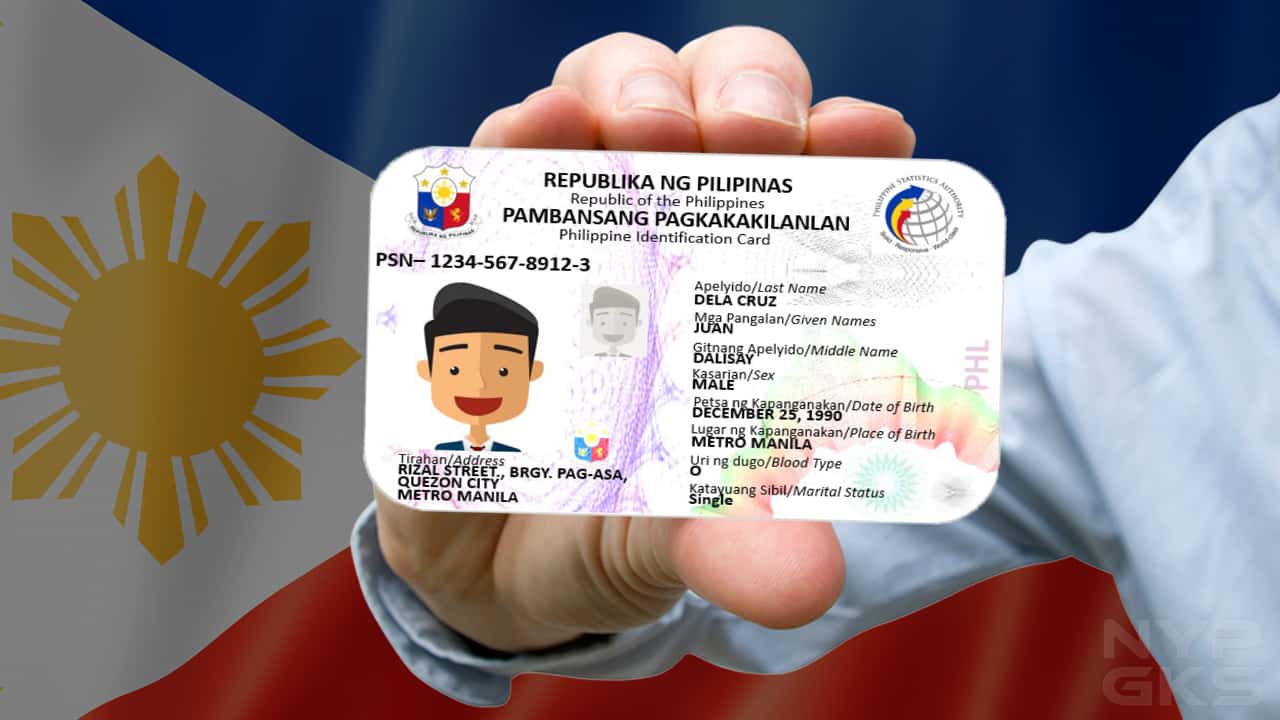 REPUBLIKA NG PILIPINAS
Republic of the Philippines
PAMBANSANG PAGKAKAKILANLAN
Philippine Identification Card
REPUBLIKA NG PILIPINAS
PHILIPPINE STATISTICS AUTHORITY
Solid • Responsive • World-class
PSN– 1234-567-8912-3
Apelyido/Last Name
DELA CRUZ
Mga Pangalan/Given Names
JUAN
Gitnang Apelyido/Middle Name
DALISAY
Kasarian/Sex
MALE
Petsa ng Kapanganakan/Date of Birth
DECEMBER 25, 1990
Lugar ng Kapanganakan/Place of Birth
METRO MANILA
Uri ng dugo/Blood Type
O
Katayuang Sibil/Marital Status
Single
PHL
Tirahan/Address
RIZAL STREET., BRGY. PAG-ASA,
QUEZON CITY
METRO MANILA
NYP
GKS